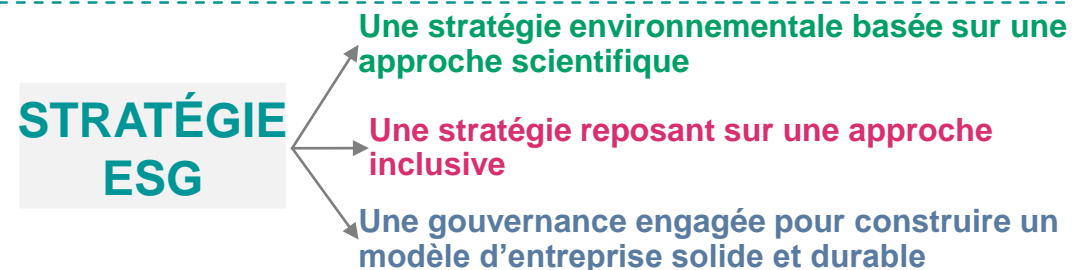 Une stratégie environnementale basée sur une
approche scientifique
STRATÉGIE
ESG
Une stratégie reposant sur une approche
inclusive
Une gouvernance engagée pour construire un
modèle d’entreprise solide et durable